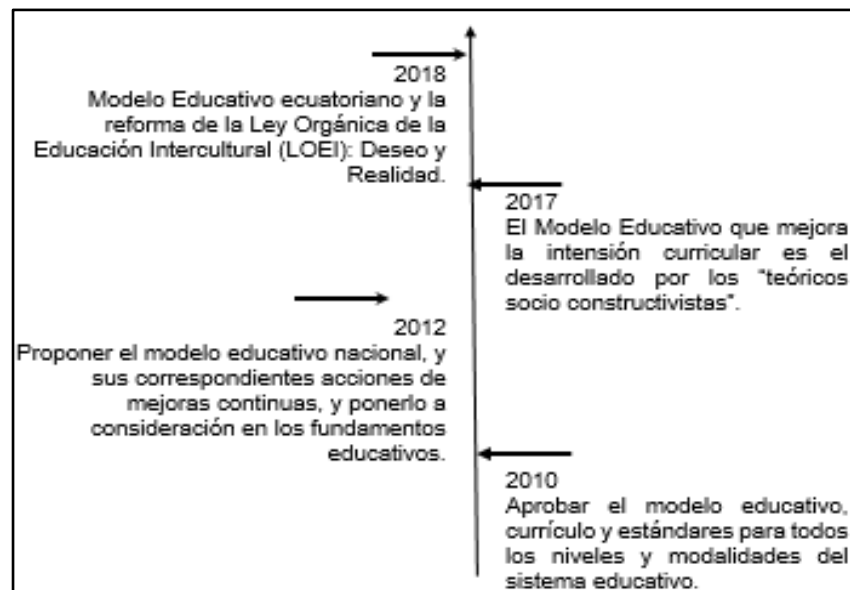 2018
Modelo Educativo ecuatoriano y la
reforma de la Ley Orgánica de la
Educación Intercultural (LOEI): Deseo y
Realidad.
2017
El Modelo Educativo que mejora
la intensión curricular es el
desarrollado por los “teóricos
socio constructivistas”.
2012
Proponer el modelo educativo nacional, y
sus correspondientes acciones de
mejoras continuas, y ponerlo a
consideración en los fundamentos
educativos.
2010
Aprobar el modelo educativo,
currículo y estándares para todos
los niveles y modalidades del
sistema educativo.